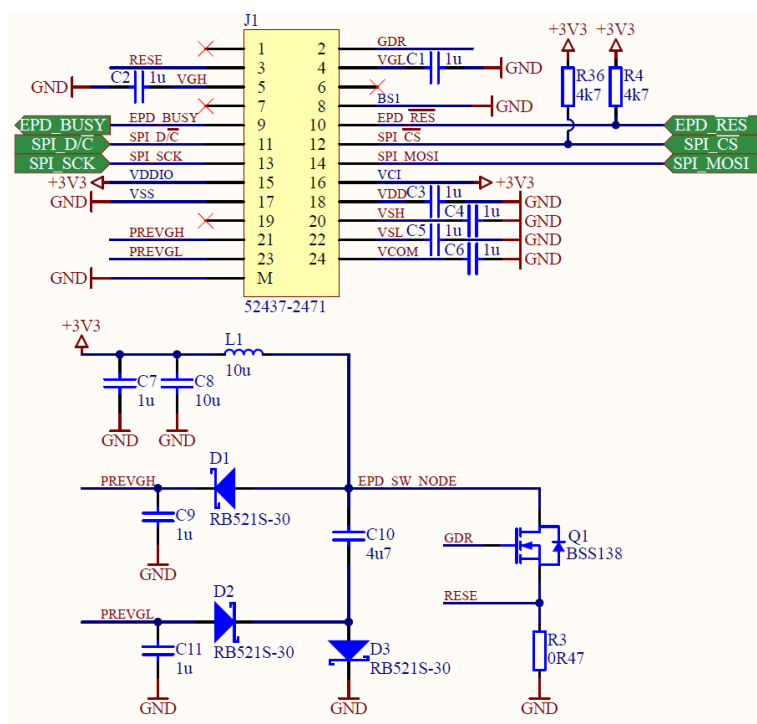 J1
+3V3 +3V3
1 2 GDR
RESE 3 4 VGL C1 1u GND R36 R4
GND C2 1u VGH 5 6 4k7 4k7
7 8 BS1 GND
EPD_BUSY EPD_BUSY 9 10 EPD_RES EPD_RES
SPI_D/C SPI_D/C 11 12 SPI_CS SPI_CS
SPI_SCK SPI_SCK 13 14 SPI_MOSI SPI_MOSI
+3V3 VDDIO 15 16 VCI +3V3
GND VSS 17 18 VDD C3 1u GND
19 20 VSH C4 1u GND
PREVGH 21 22 VSL C5 1u GND
PREVGL 23 24 VCOM C6 1u GND
GND M
52437-2471
+3V3
L1
10u
C7 C8
1u 10u
GND GND
D1
PREVGH EPD_SW_NODE
RB521S-30
C9
1u
GND
C10
4u7
GDR Q1
BSS138
D2
RESE
PREVGL
RB521S-30
C11
1u
GND
D3
RB521S-30
GND
R3
0R47
GND